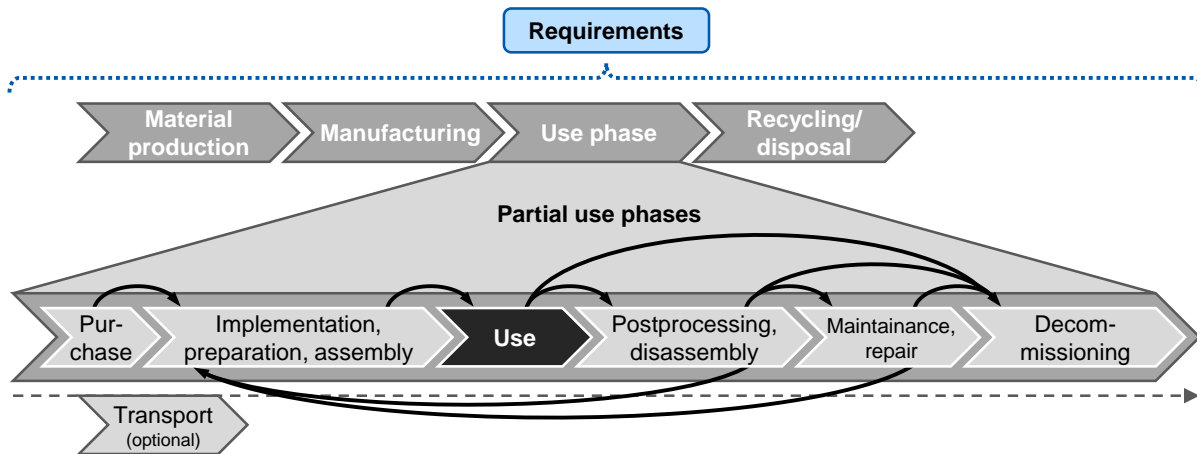 Requirements
Material
production
Manufacturing
Use phase
Recycling/
disposal
Partial use phases
Pur-
chase
Implementation,
preparation, assembly
Use
Postprocessing,
disassembly
Maintainance,
repair
Decom-
missioning
Transport
(optional)